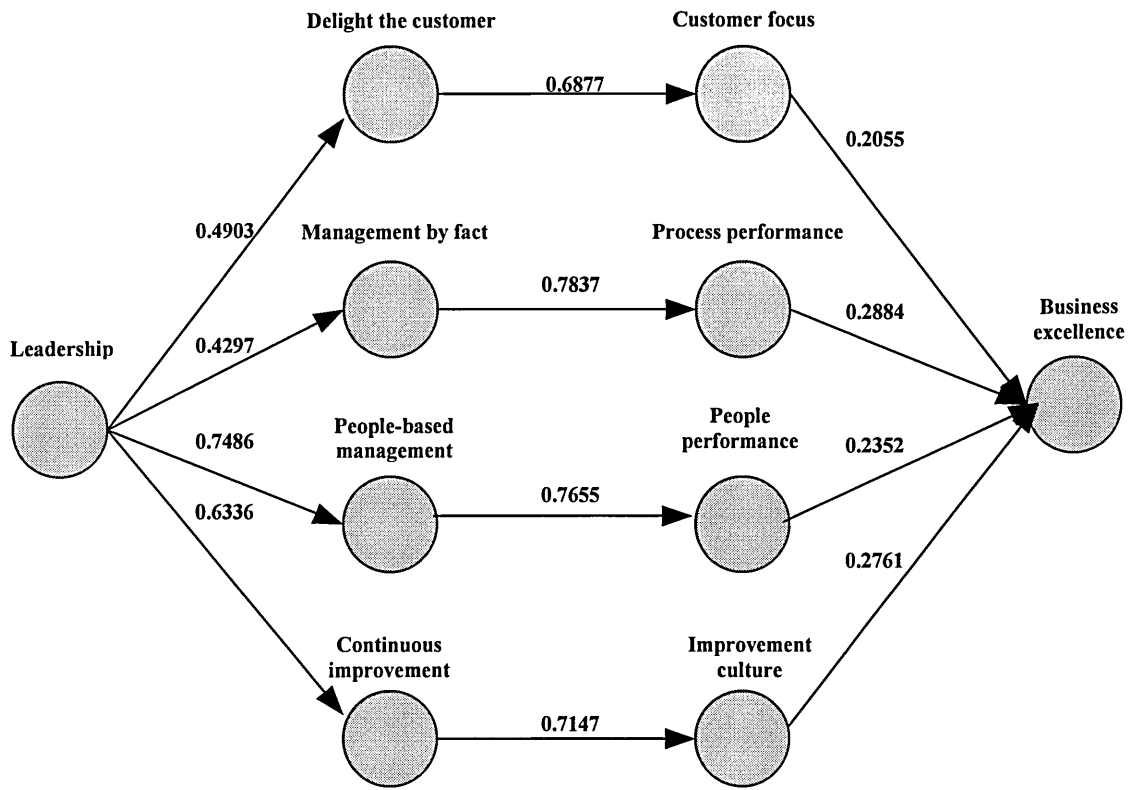 Delight the customer
Customer focus
0.6877
0.2055
0.4903
Management by fact
Process performance
0.7837
0.2884
Business
excellence
0.4297
Leadership
People-based
management
People
performance
0.7486
0.2352
0.7655
0.6336
0.2761
Continuous
improvement
Improvement
culture
0.7147